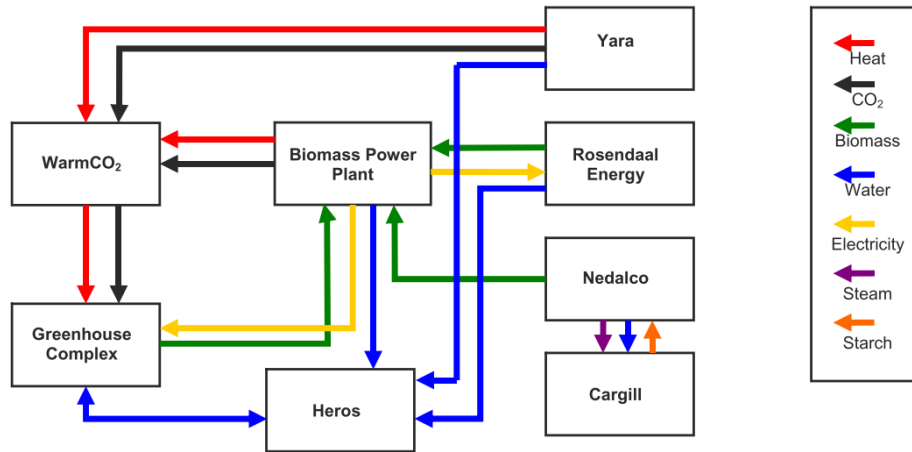 Yara
WarmCO₂
Biomass Power
Plant
Rosendaal
Energy
Nedalco
Greenhouse
Complex
Heros
Cargill
Heat
CO₂
Biomass
Water
Electricity
Steam
Starch